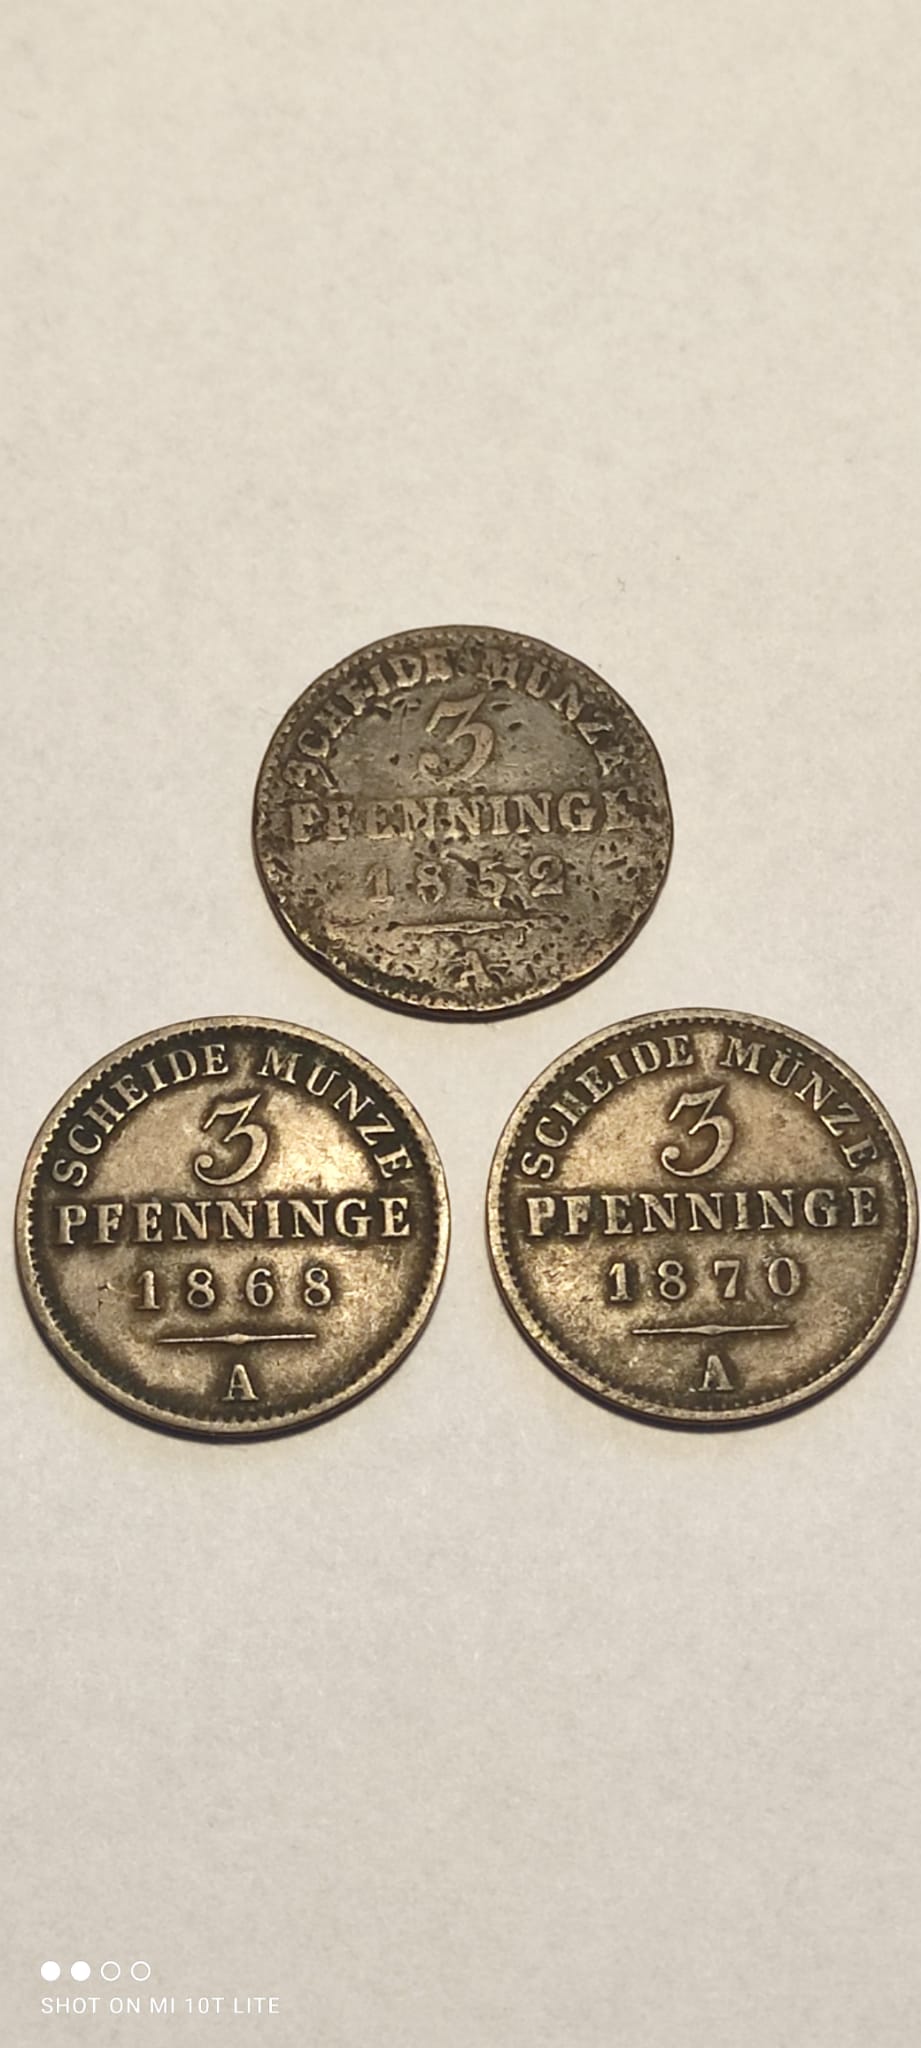 SCHEIDE MÜNZE
3
PFENNINGE
1852
A
SCHEIDE MÜNZE
3
PFENNINGE
1868
A
SCHEIDE MÜNZE
3
PFENNINGE
1870
A
SHOT ON MI 10T LITE